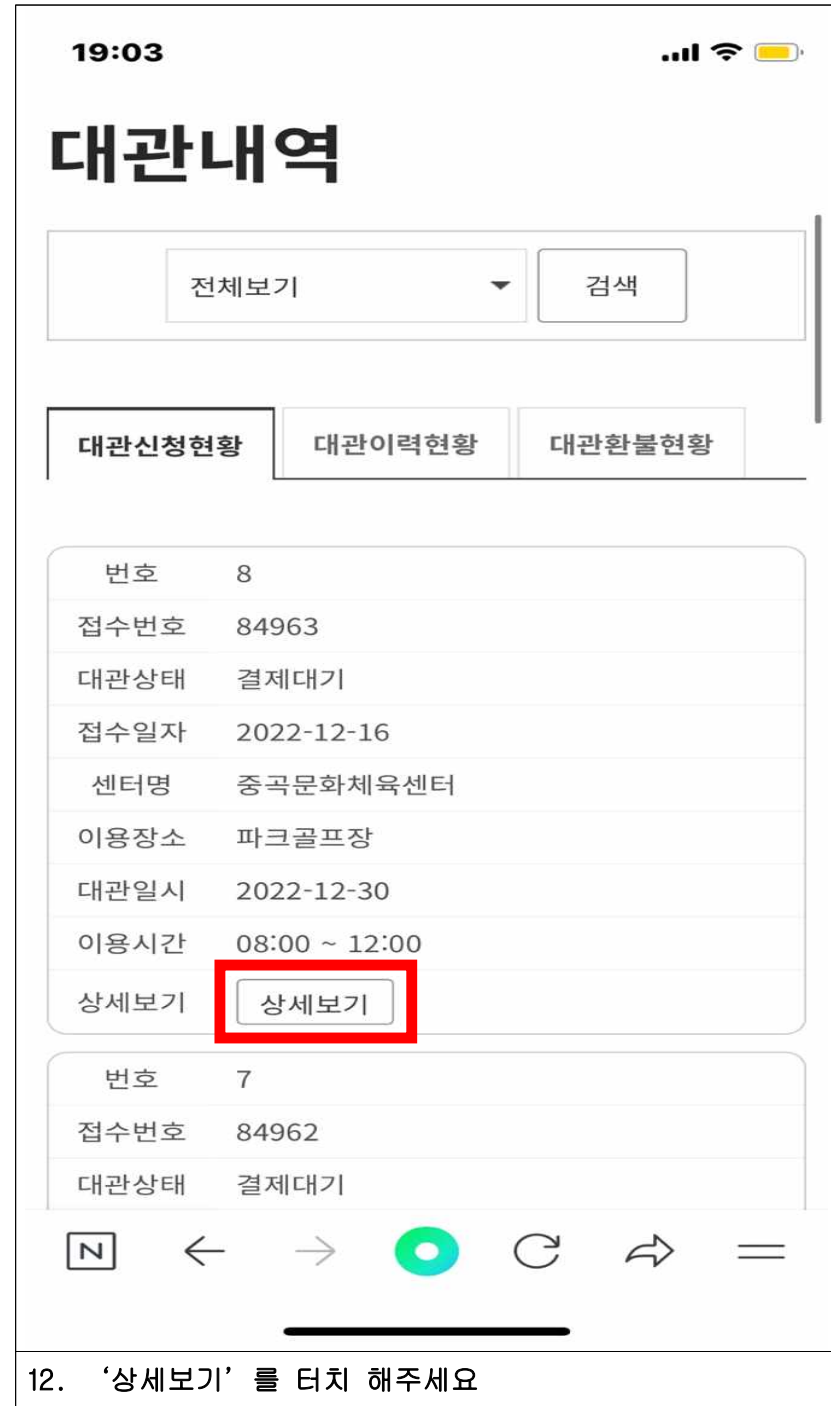 19:03
대관내역
전체보기 검색
대관신청현황 대관이력현황 대관환불현황
번호 8
접수번호 84963
대관상태 결제대기
접수일자 2022-12-16
센터명 중곡문화체육센터
이용장소 파크골프장
대관일시 2022-12-30
이용시간 08:00 ~ 12:00
상세보기 상세보기
번호 7
접수번호 84962
대관상태 결제대기
N
12. ‘상세보기’를 터치 해주세요